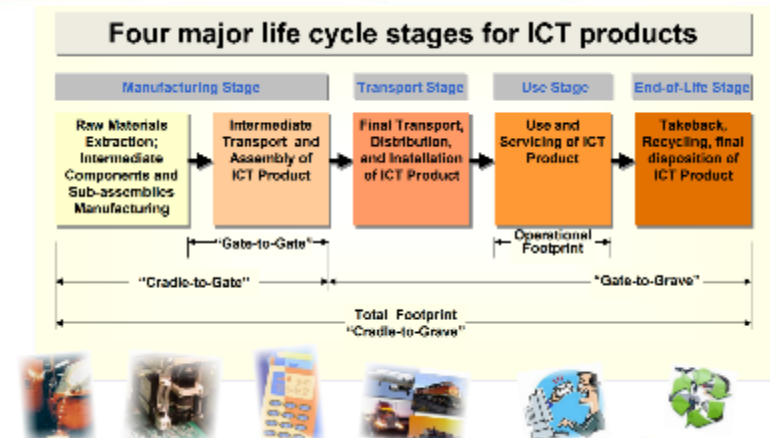 Four major life cycle stages for ICT products
Manufacturing Stage
Transport Stage
Use Stage
End-of-Life Stage
Raw Materials
Extraction;
Intermediate
Components and
Sub-assemblies
Manufacturing
Intermediate
Transport and
Assembly of
ICT Product
Final Transport,
Distribution,
and Installation
of ICT Product
Use and
Servicing of ICT
Product
Takeback,
Recycling, final
disposition of
ICT Product
“Gate-to-Gate”
Operational
Footprint
“Cradle-to-Gate”
“Gate-to-Grave”
Total Footprint
“Cradle-to-Grave”